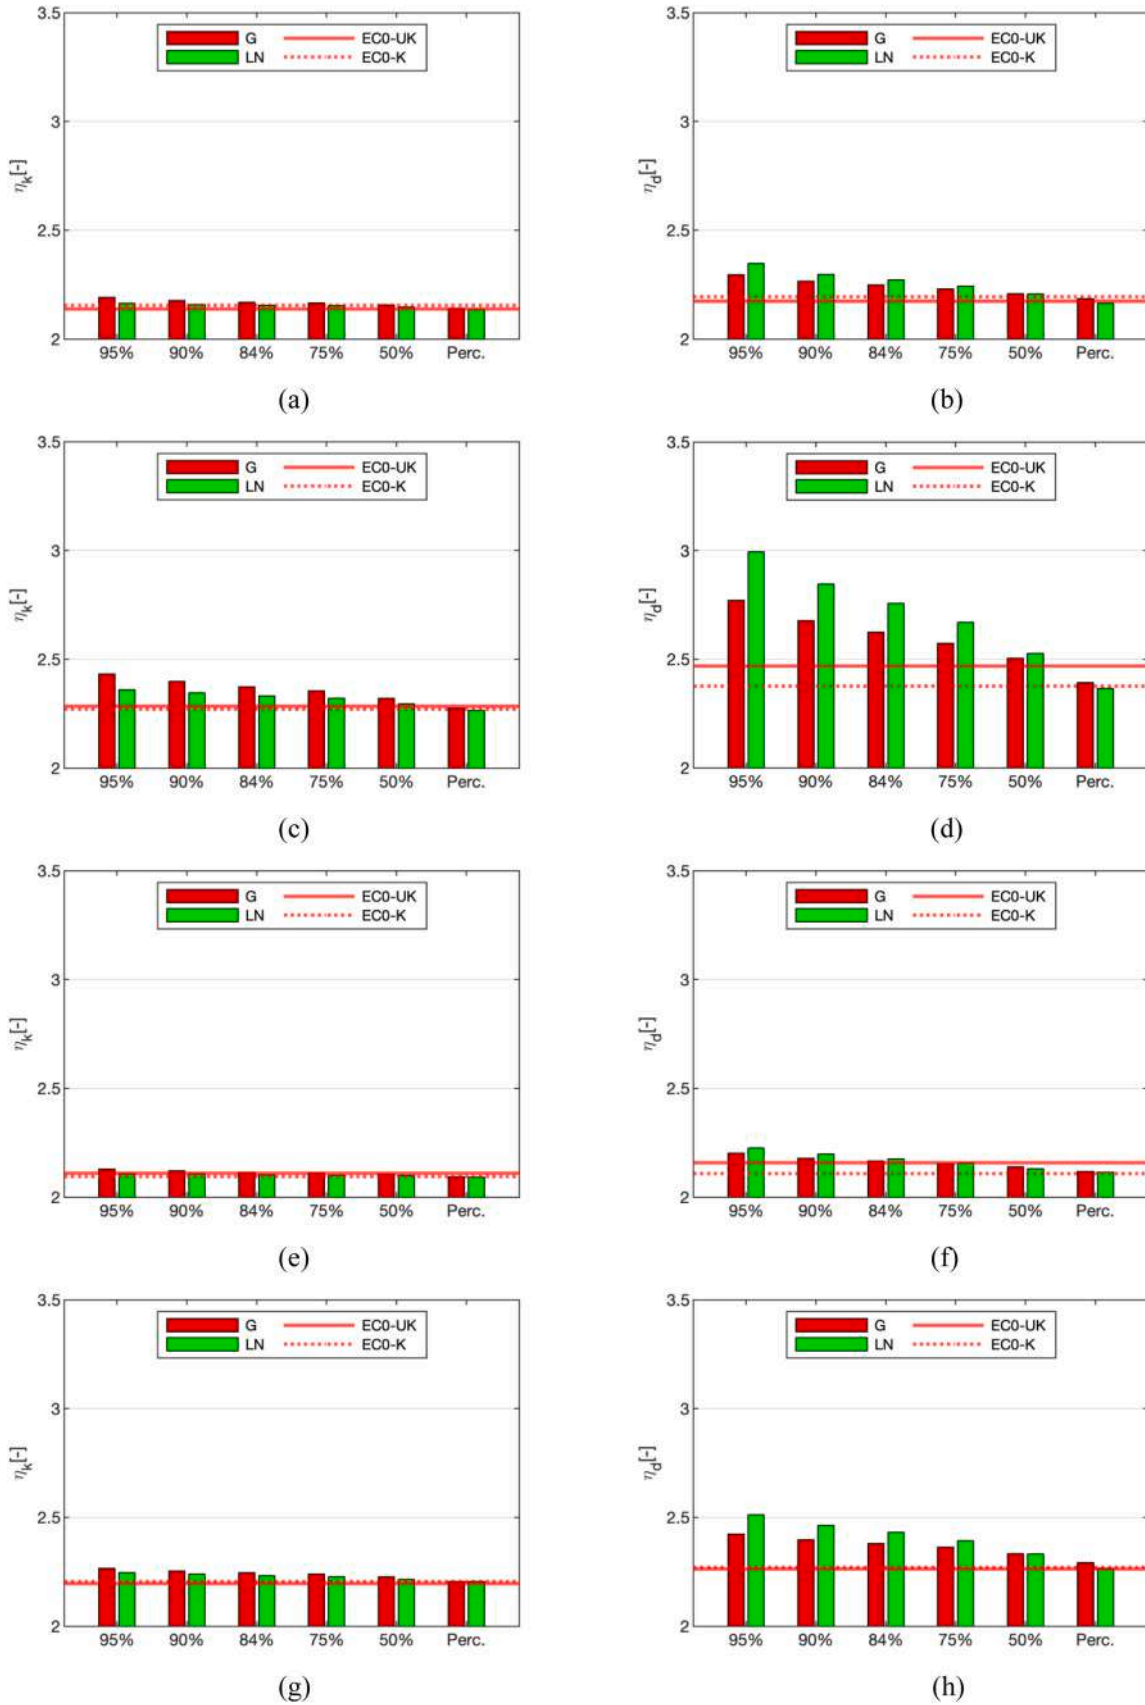 3.5
G EC0-UK
LN EC0-K
3
ηk[-]
2.5
2
95% 90% 84% 75% 50% Perc.
(a)
3.5
G EC0-UK
LN EC0-K
3
ηd[-]
2.5
2
95% 90% 84% 75% 50% Perc.
(b)
3.5
G EC0-UK
LN EC0-K
3
ηk[-]
2.5
2
95% 90% 84% 75% 50% Perc.
(c)
3.5
G EC0-UK
LN EC0-K
3
ηd[-]
2.5
2
95% 90% 84% 75% 50% Perc.
(d)
3.5
G EC0-UK
LN EC0-K
3
ηk[-]
2.5
2
95% 90% 84% 75% 50% Perc.
(e)
3.5
G EC0-UK
LN EC0-K
3
ηd[-]
2.5
2
95% 90% 84% 75% 50% Perc.
(f)
3.5
G EC0-UK
LN EC0-K
3
ηk[-]
2.5
2
95% 90% 84% 75% 50% Perc.
(g)
3.5
G EC0-UK
LN EC0-K
3
ηd[-]
2.5
2
95% 90% 84% 75% 50% Perc.
(h)